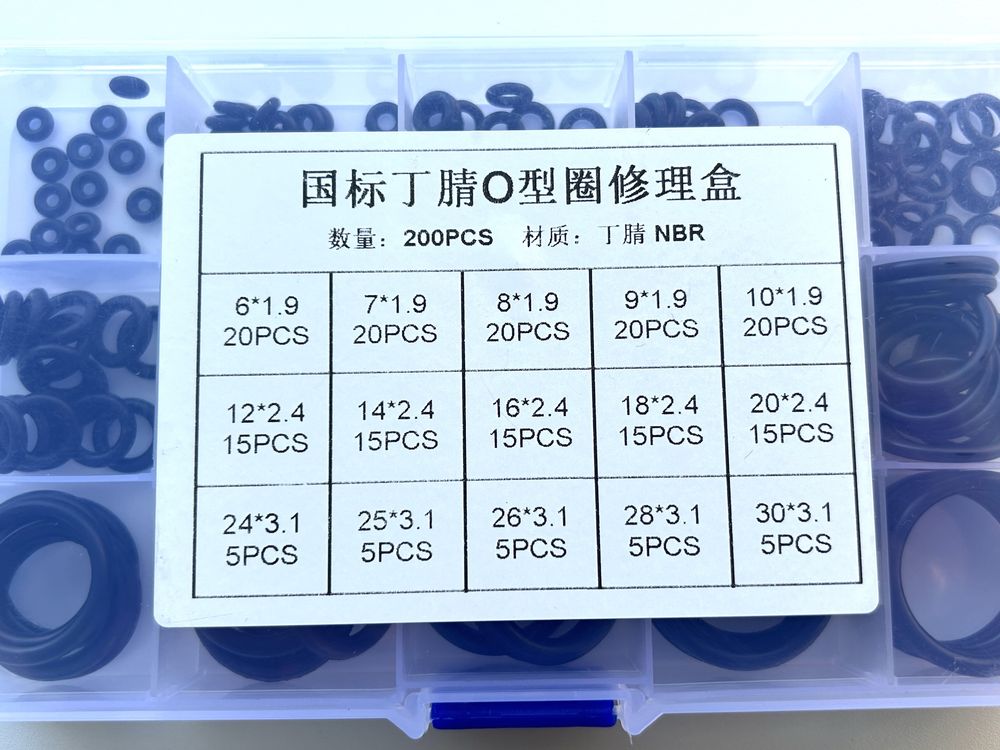 国标丁腈O型圈修理盒
数量：200PCS 材质：丁腈 NBR
6*1.9 7*1.9 8*1.9 9*1.9 10*1.9
20PCS 20PCS 20PCS 20PCS 20PCS
12*2.4 14*2.4 16*2.4 18*2.4 20*2.4
15PCS 15PCS 15PCS 15PCS 15PCS
24*3.1 25*3.1 26*3.1 28*3.1 30*3.1
5PCS 5PCS 5PCS 5PCS 5PCS